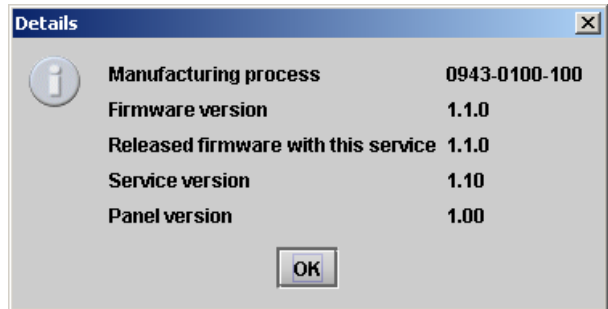 Details
Manufacturing process 0943-0100-100
Firmware version 1.1.0
Released firmware with this service 1.1.0
Service version 1.10
Panel version 1.00
OK